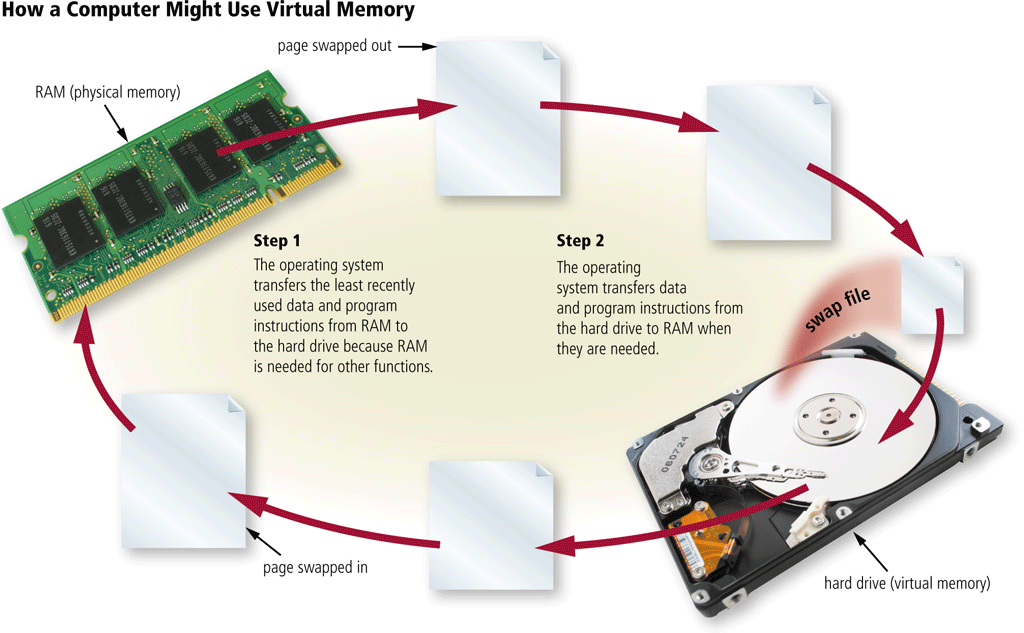 How a Computer Might Use Virtual Memory
page swapped out
RAM (physical memory)
Step 1
The operating system
transfers the least recently
used data and program
instructions from RAM to
the hard drive because RAM
is needed for other functions.
Step 2
The operating
system transfers data
and program instructions from
the hard drive to RAM when
they are needed.
swap file
060724
page swapped in
hard drive (virtual memory)